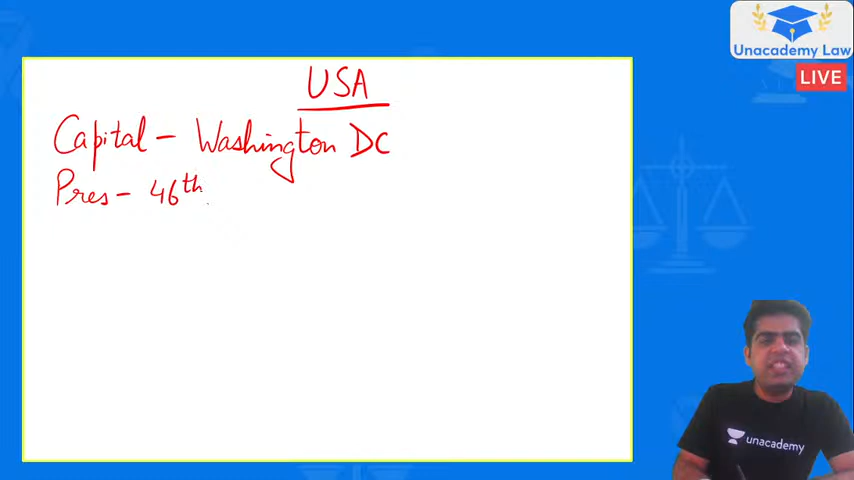 Unacademy Law
LIVE
USA
Capital - Washington DC
Pres - 46th
unacademy